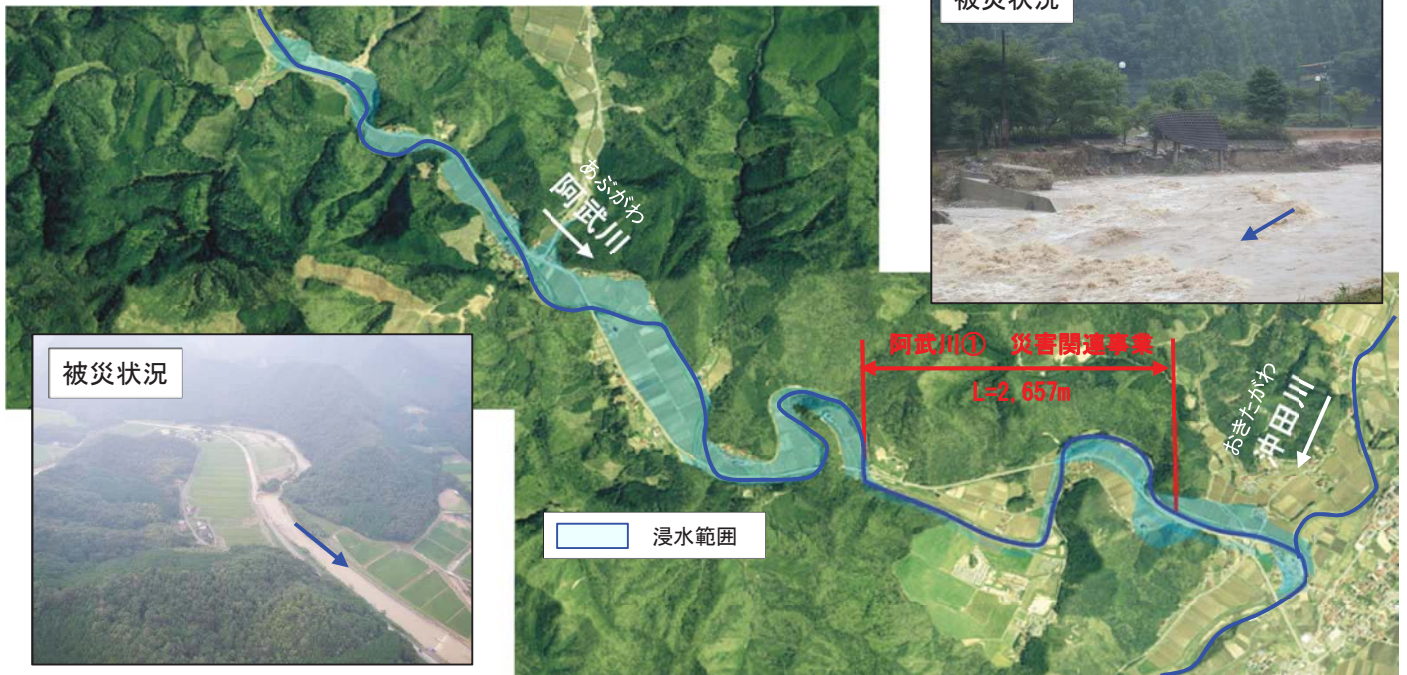 被災状況
あぶがわ
阿武川
被災状況
阿武川① 災害関連事業
L=2,657m
おきたがわ
沖田川
浸水範囲